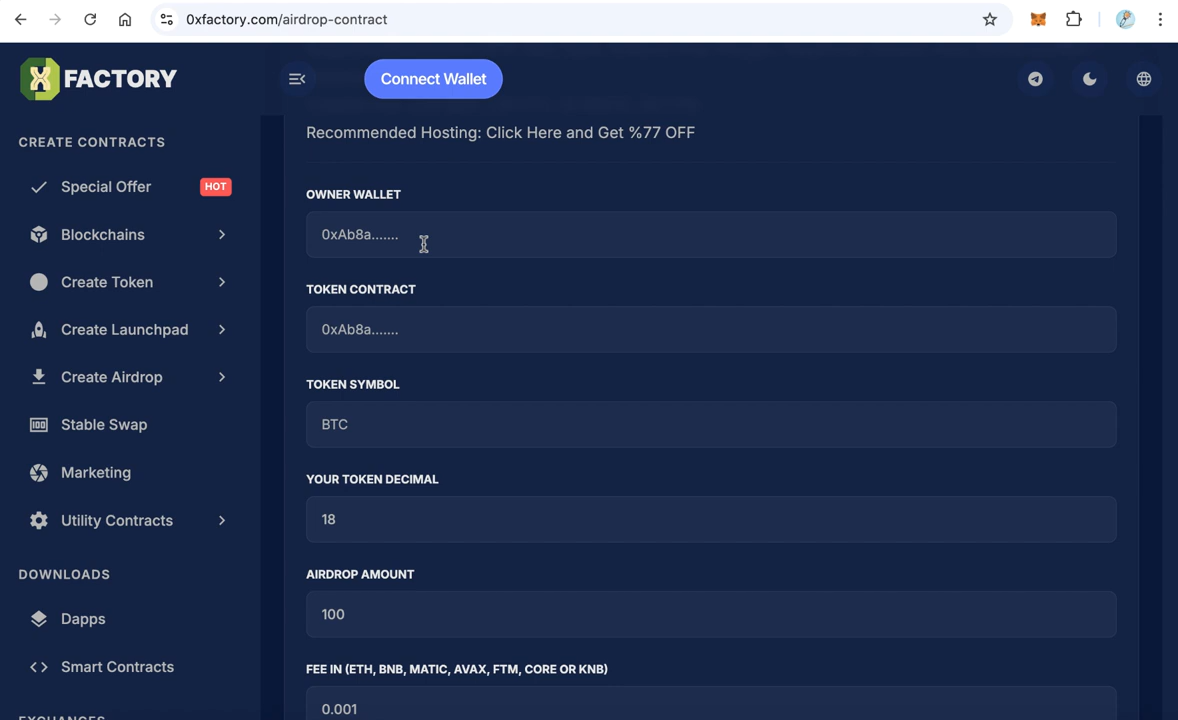 0xfactory.com/airdrop-contract
X FACTORY
Connect Wallet
CREATE CONTRACTS
Special Offer
HOT
Blockchains
Create Token
Create Launchpad
Create Airdrop
Stable Swap
Marketing
Utility Contracts
DOWNLOADS
Dapps
Smart Contracts
Recommended Hosting: Click Here and Get %77 OFF
OWNER WALLET
0xAb8a.......
TOKEN CONTRACT
0xAb8a.......
TOKEN SYMBOL
BTC
YOUR TOKEN DECIMAL
18
AIRDROP AMOUNT
100
FEE IN (ETH, BNB, MATIC, AVAX, FTM, CORE OR KNB)
0.001